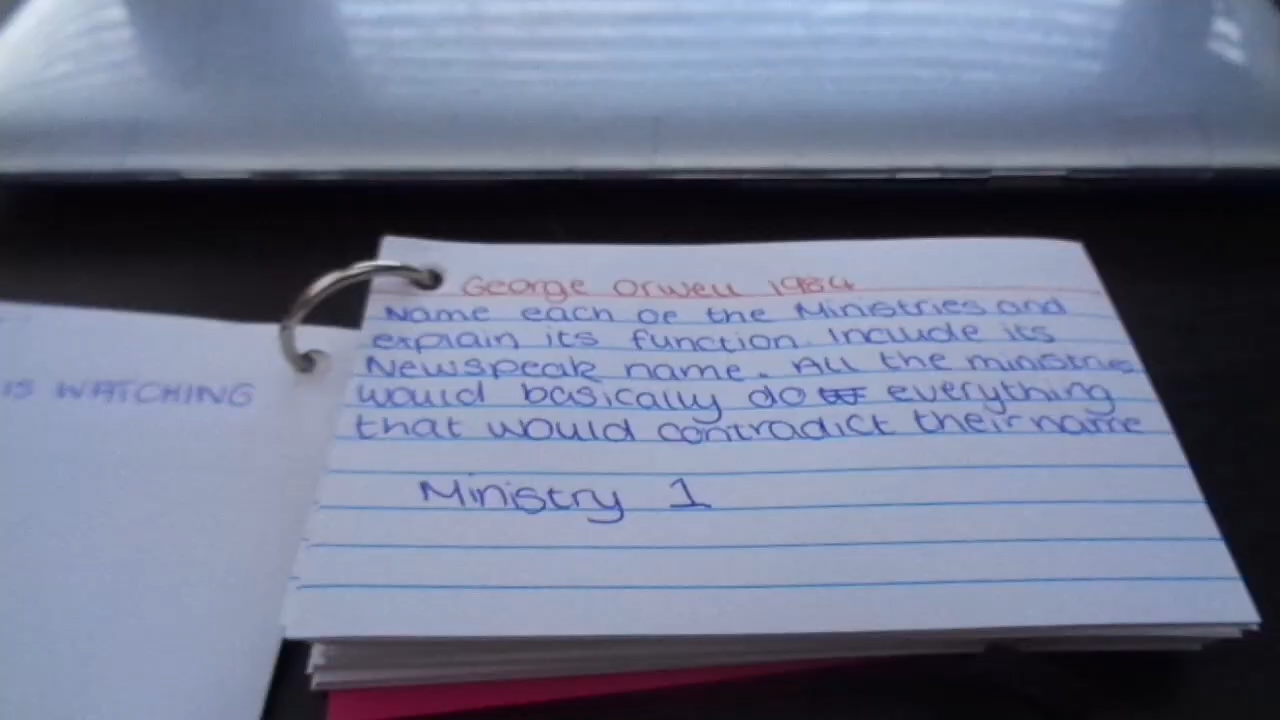 George Orwell 1984
Name each of the Ministries and
explain its function. Include its
Newspeak name. All the ministries
would basically do everything
that would contradict their name
Ministry 1
IS WATCHING